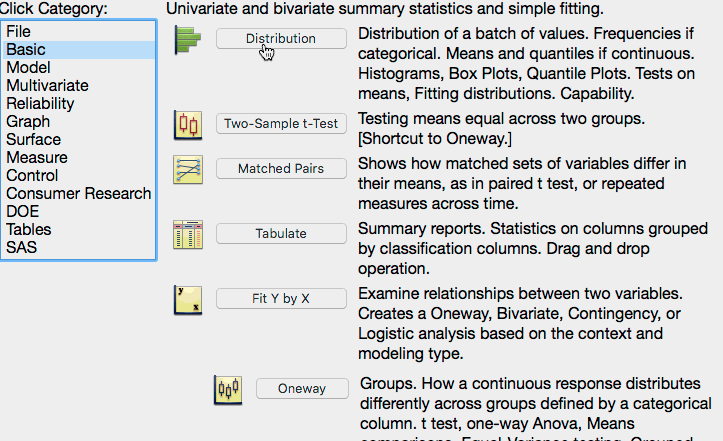 Click Category:
Univariate and bivariate summary statistics and simple fitting.
File
Basic
Model
Multivariate
Reliability
Graph
Surface
Measure
Control
Consumer Research
DOE
Tables
SAS
Distribution
Distribution of a batch of values. Frequencies if
categorical. Means and quantiles if continuous.
Histograms, Box Plots, Quantile Plots. Tests on
means, Fitting distributions. Capability.
Two-Sample t-Test
Testing means equal across two groups.
[Shortcut to Oneway.]
Matched Pairs
Shows how matched sets of variables differ in
their means, as in paired t test, or repeated
measures across time.
Tabulate
Summary reports. Statistics on columns grouped
by classification columns. Drag and drop
operation.
y
x
Fit Y by X
Examine relationships between two variables.
Creates a Oneway, Bivariate, Contingency, or
Logistic analysis based on the context and
modeling type.
Oneway
Groups. How a continuous response distributes
differently across groups defined by a categorical
column. t test, one-way Anova, Means